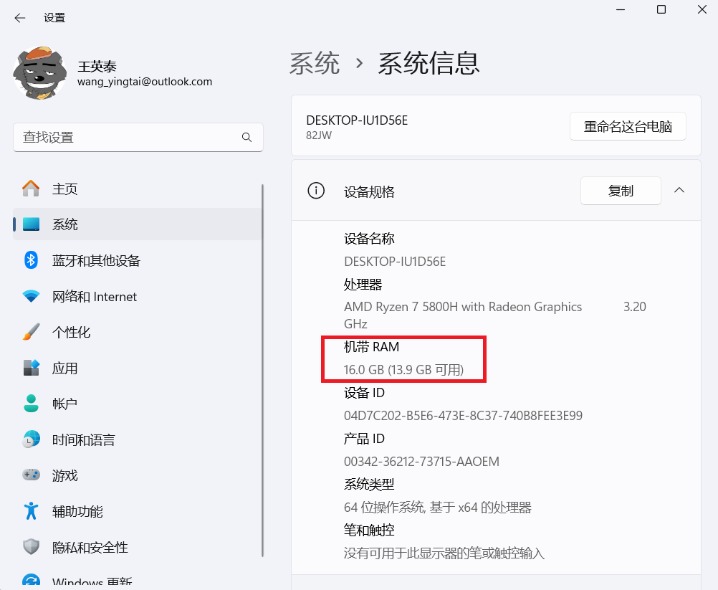 设置
王英泰
wang_yingtai@outlook.com
查找设置
主页
系统
蓝牙和其他设备
网络和 Internet
个性化
应用
帐户
时间和语言
游戏
辅助功能
隐私和安全性
Windows 更新
系统 › 系统信息
DESKTOP-IU1D56E
82JW
重命名这台电脑
设备规格
复制
设备名称
DESKTOP-IU1D56E
处理器
AMD Ryzen 7 5800H with Radeon Graphics 3.20
GHz
机带 RAM
16.0 GB (13.9 GB 可用)
设备 ID
04D7C202-B5E6-473E-8C37-740B8FEE3E99
产品 ID
00342-36212-73715-AAOEM
系统类型
64 位操作系统, 基于 x64 的处理器
笔和触控
没有可用于此显示器的笔或触控输入